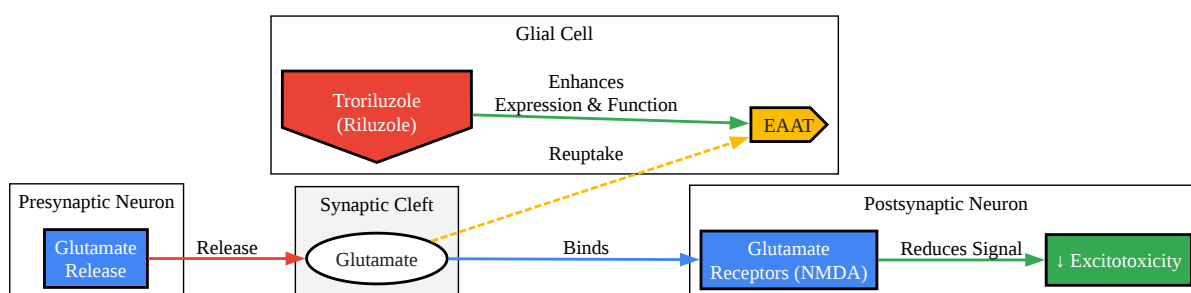 Glial Cell
Troriluzole
(Riluzole)
Enhances
Expression & Function
EAAT
Reuptake
Presynaptic Neuron
Glutamate
Release
Release
Synaptic Cleft
Glutamate
Binds
Postsynaptic Neuron
Glutamate
Receptors (NMDA)
Reduces Signal
↓ Excitotoxicity